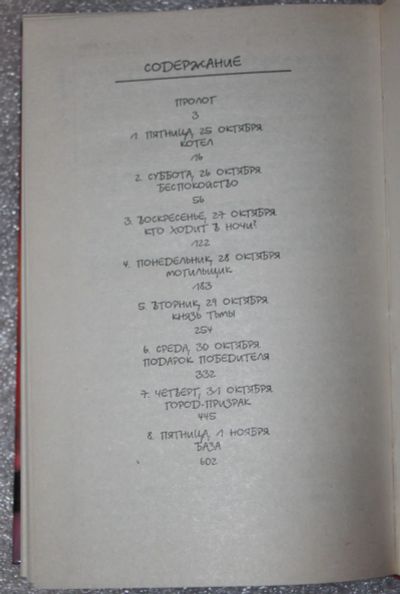 СОДЕРЖАНИЕ
ПРОЛОГ
3
1. ПЯТНИЦА, 25 ОКТЯБРЯ
КОТЕЛ
16
2. СУББОТА, 26 ОКТЯБРЯ
БЕСПОКОЙСТВО
56
3. ВОСКРЕСЕНЬЕ, 27 ОКТЯБРЯ
КТО ХОДИТ В НОЧИ?
122
4. ПОНЕДЕЛЬНИК, 28 ОКТЯБРЯ
МОГИЛЬЩИК
183
5. ВТОРНИК, 29 ОКТЯБРЯ
КНЯЗЬ ТЬМЫ
254
6. СРЕДА, 30 ОКТЯБРЯ
ПОДАРОК ПОБЕДИТЕЛЯ
332
7. ЧЕТВЕРГ, 31 ОКТЯБРЯ
ГОРОД-ПРИЗРАК
445
8. ПЯТНИЦА, 1 НОЯБРЯ
БАЗА
602